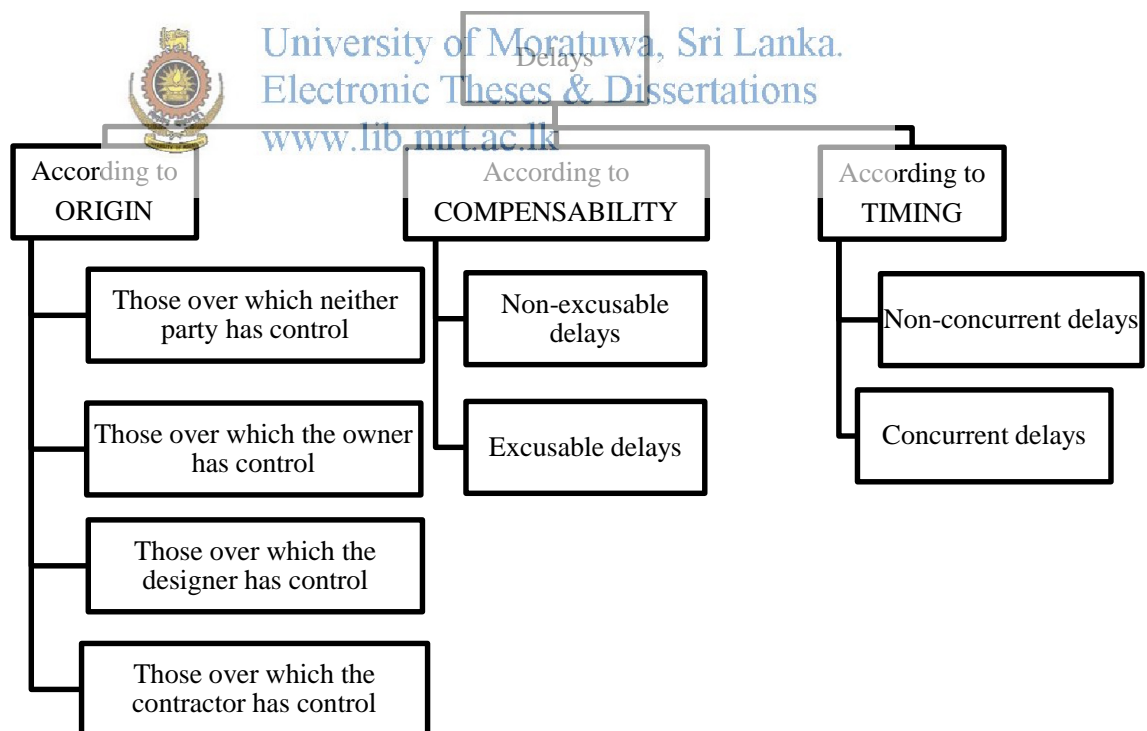 University of Moratuwa, Sri Lanka.
Electronic Theses & Dissertations
www.lib.mrt.ac.lk
Delays
According to
ORIGIN
Those over which neither
party has control
Those over which the owner
has control
Those over which the
designer has control
Those over which the
contractor has control
According to
COMPENSABILITY
Non-excusable
delays
Excusable delays
According to
TIMING
Non-concurrent delays
Concurrent delays